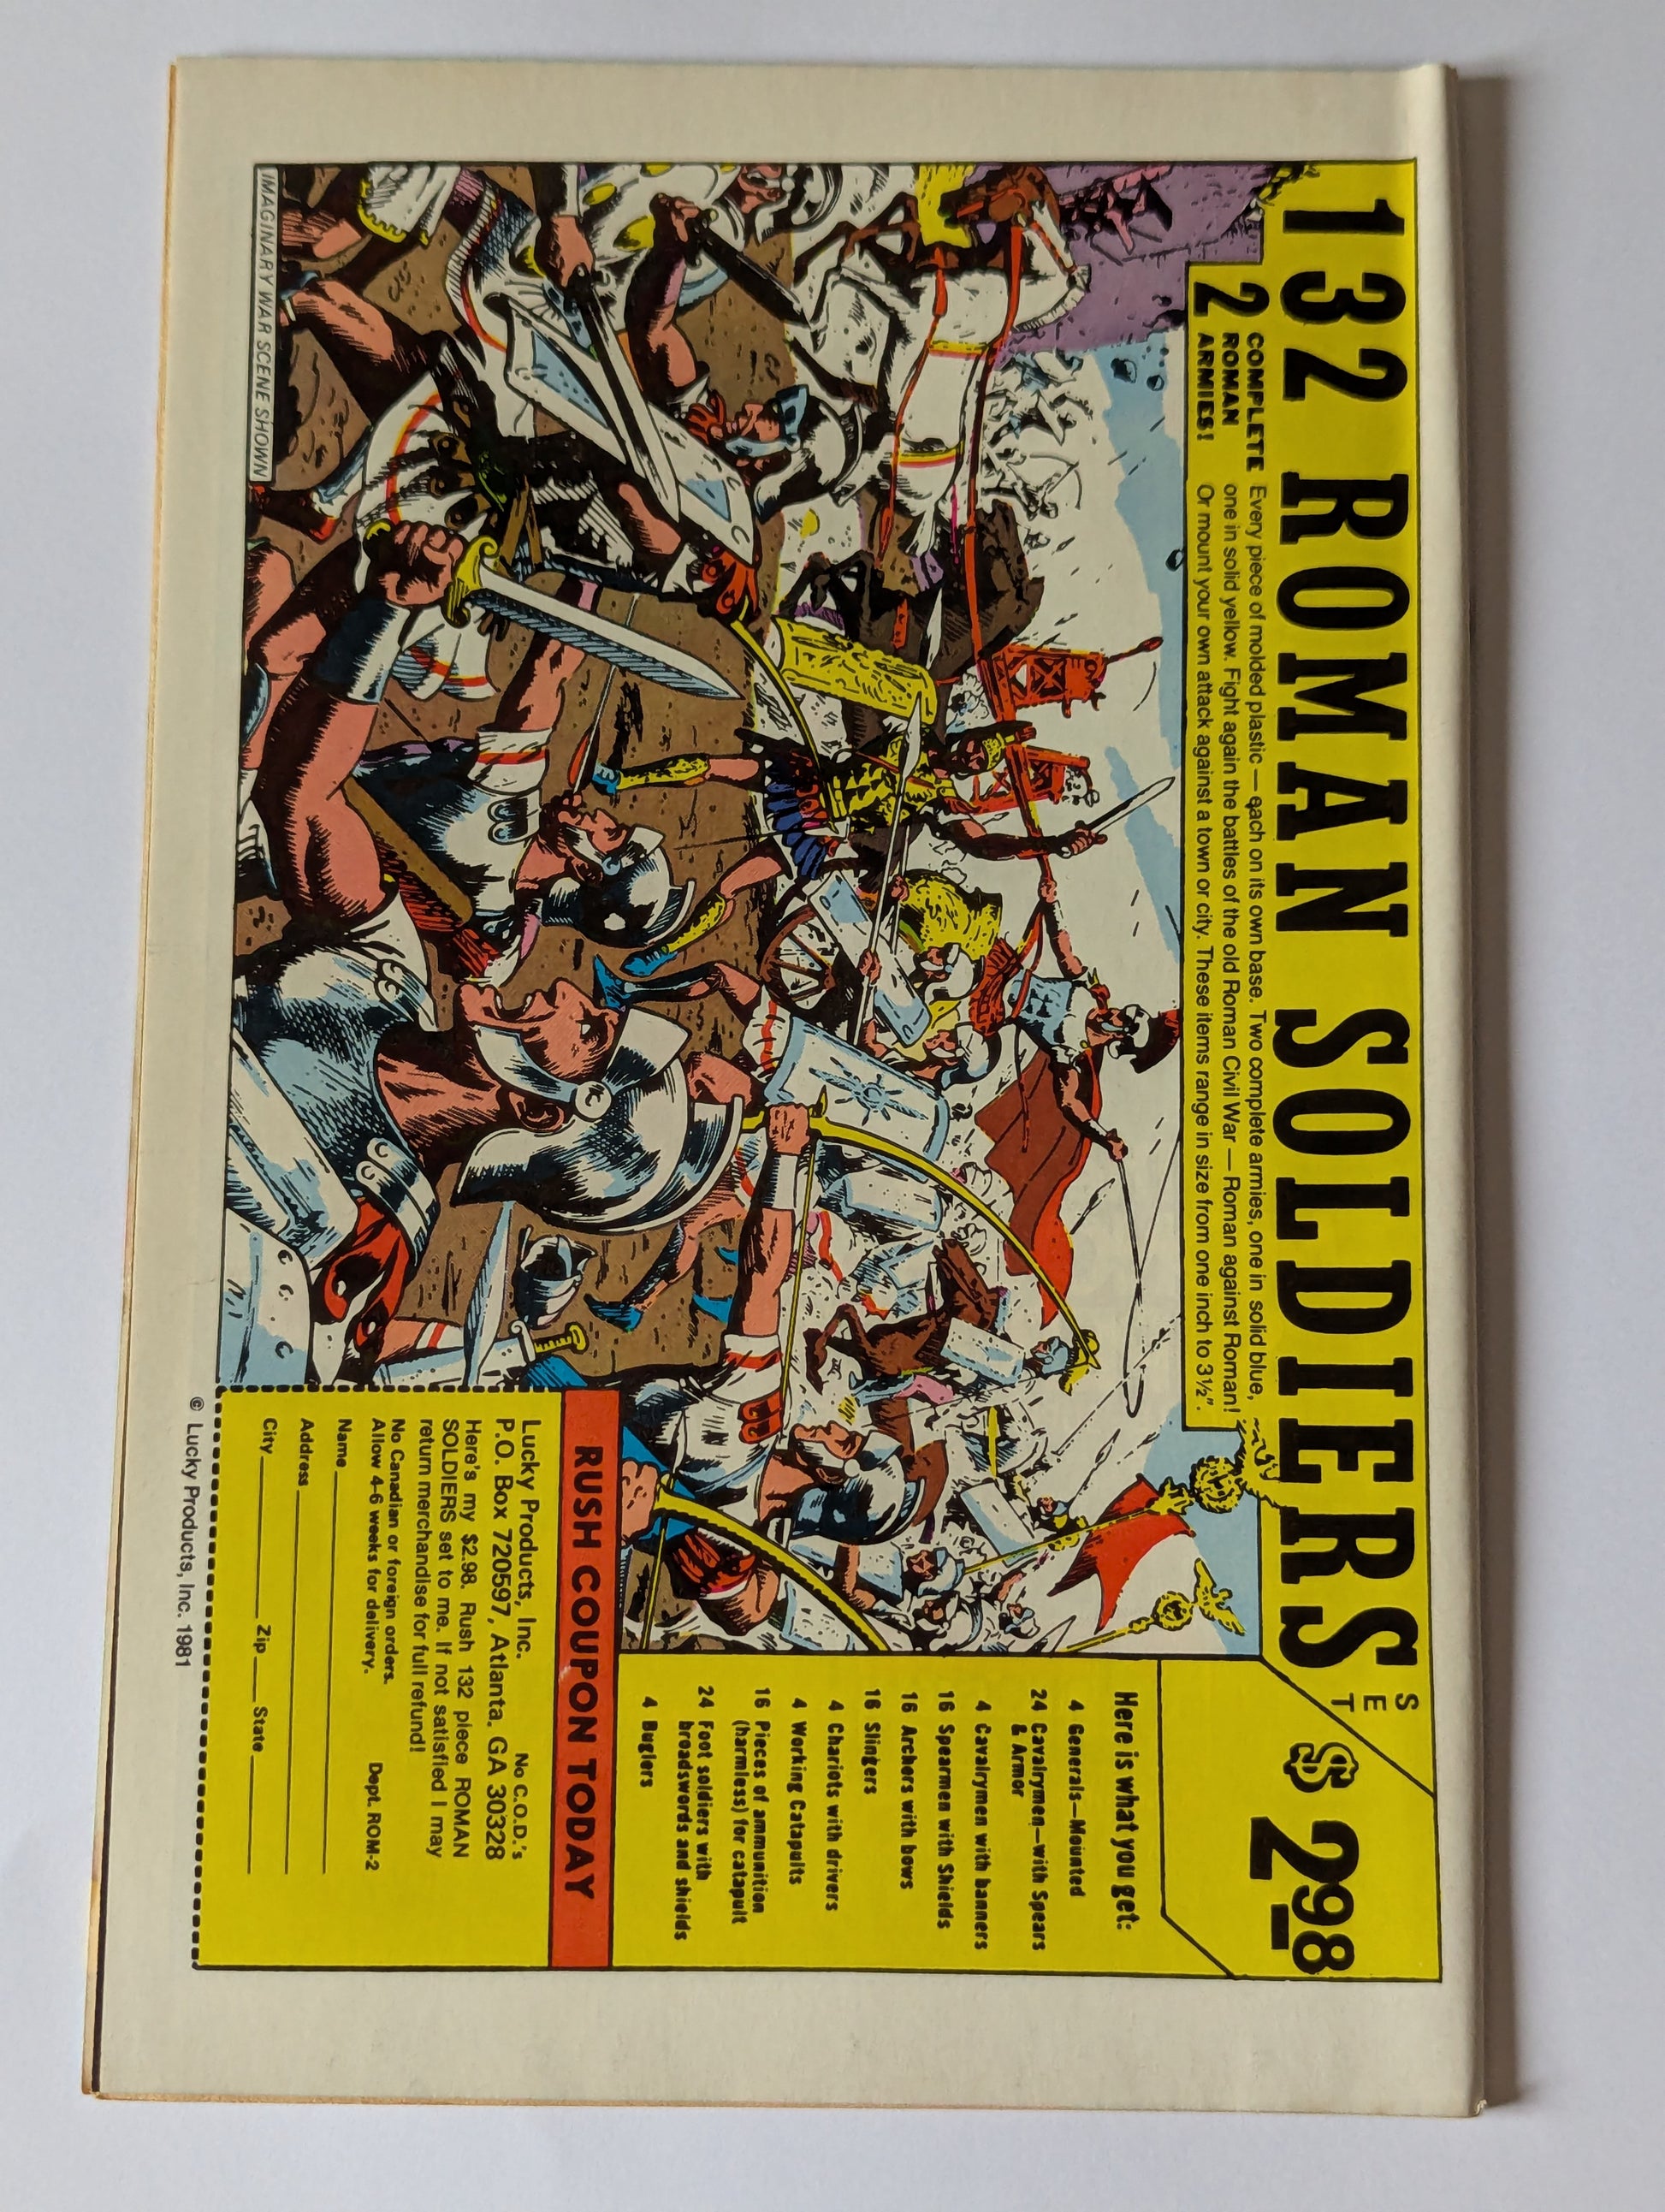 132 ROMAN SOLDIERS SET
$2.98
2 COMPLETE ROMAN ARMIES!
Every piece of molded plastic — each on its own base. Two complete armies, one in solid blue,
one in solid yellow. Fight again the battles of the old Roman Civil War — Roman against Roman!
Or mount your own attack against a town or city. These items range in size from one inch to 3½".
Here is what you get:
4 Generals—Mounted
24 Cavalrymen—with Spears
& Armor
4 Cavalrymen with banners
16 Spearmen with Shields
16 Archers with bows
16 Slingers
4 Chariots with drivers
4 Working Catapults
16 Pieces of ammunition
(harmless) for catapult
24 Foot soldiers with
broadswords and shields
4 Buglers
IMAGINARY WAR SCENE SHOWN
RUSH COUPON TODAY
No C.O.D.'s
Lucky Products, Inc.
P.O. Box 720597, Atlanta, GA 30328
Here's my $2.98. Rush 132 piece ROMAN
SOLDIERS set to me. If not satisfied I may
return merchandise for full refund!
No Canadian or foreign orders.
Allow 4-6 weeks for delivery. Dept. ROM-2
Name
Address
City Zip State
© Lucky Products, Inc. 1981